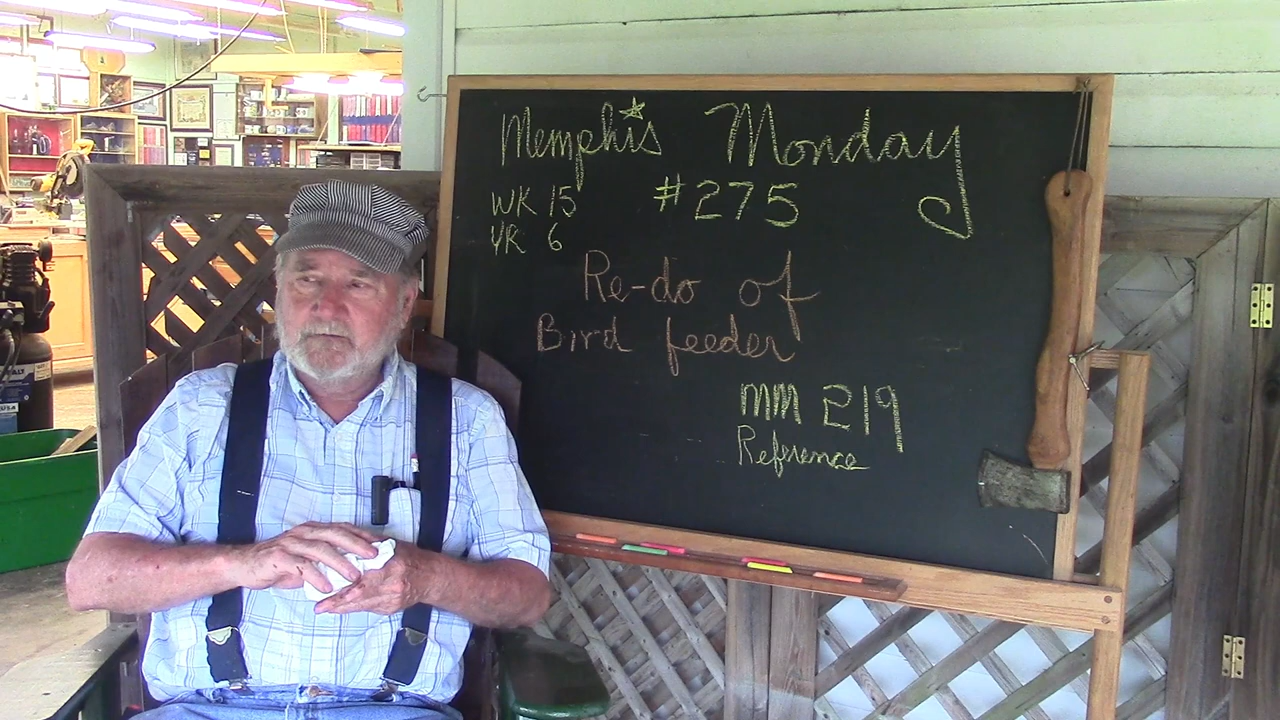 Memphis Monday
WK 15 #275
YR 6
Re-do of
Bird feeder
MM 219
Reference